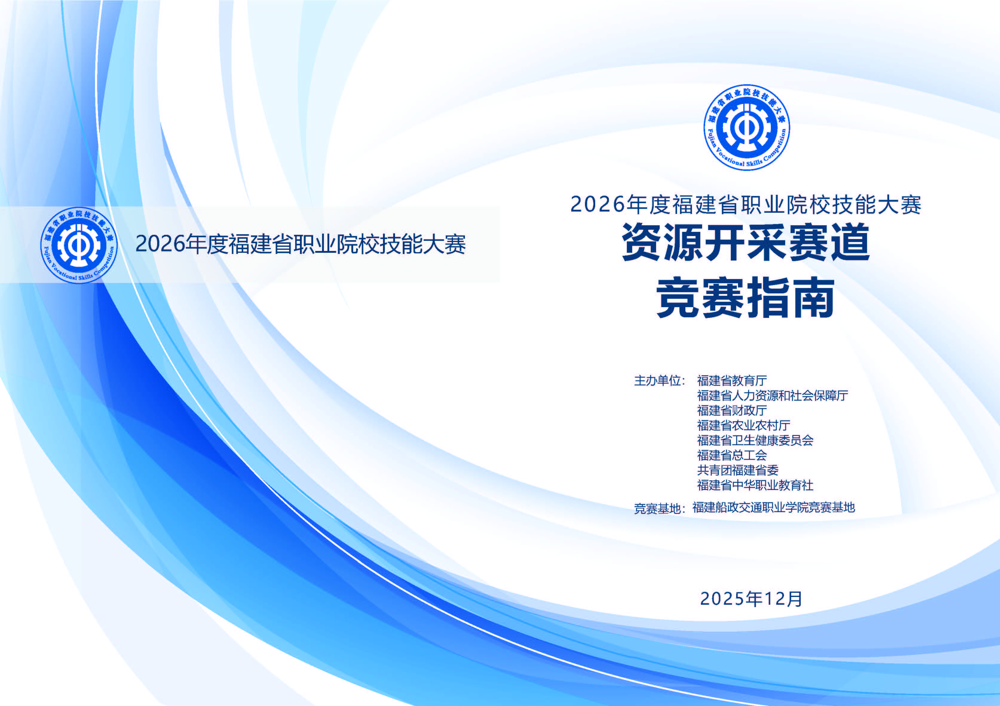 福建省职业院校技能大赛
Fujian Vocational Skills Competition
2026年度福建省职业院校技能大赛
福建省职业院校技能大赛
Fujian Vocational Skills Competition
2026年度福建省职业院校技能大赛
资源开采赛道
竞赛指南
主办单位： 福建省教育厅
福建省人力资源和社会保障厅
福建省财政厅
福建省农业农村厅
福建省卫生健康委员会
福建省总工会
共青团福建省委
福建省中华职业教育社
竞赛基地：福建船政交通职业学院竞赛基地
2025年12月